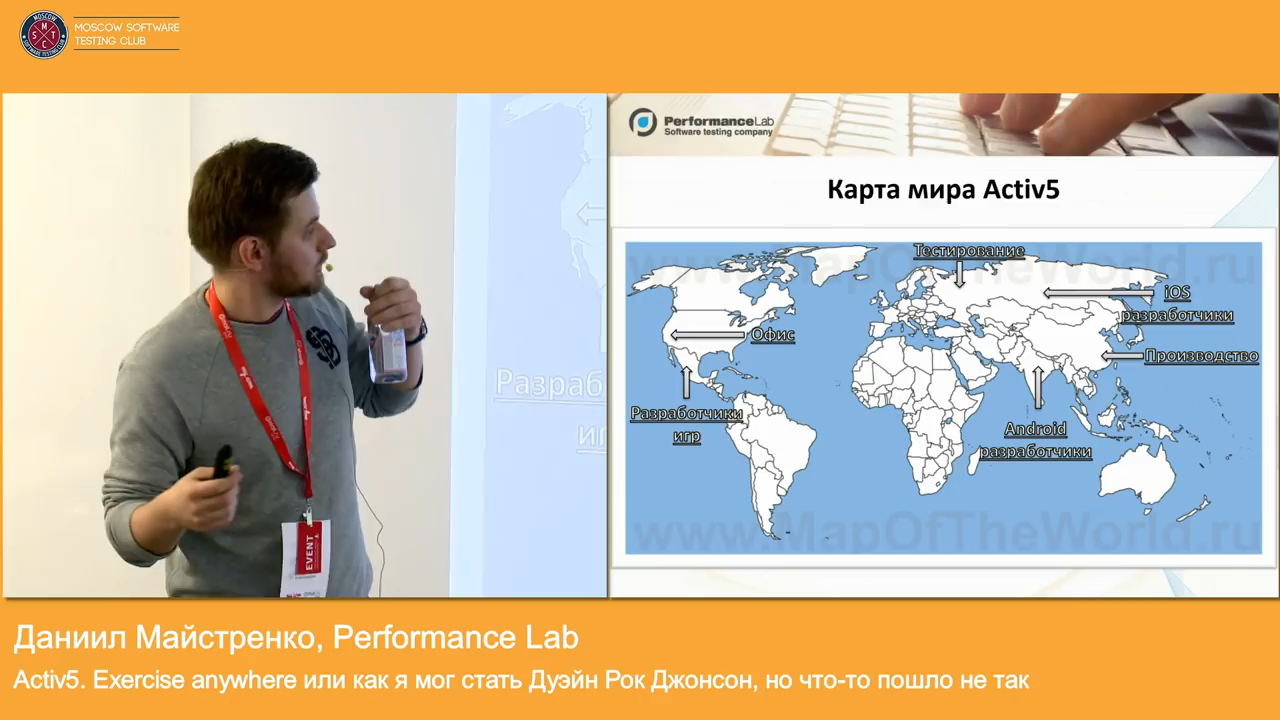 MOSCOW SOFTWARE
TESTING CLUB
PerformanceLab
Software testing company
Карта мира Activ5
www.MapOfTheWorld.ru
Тестирование
iOS
разработчики
Офис
Производство
Разработчики
игр
Android
разработчики
www.MapOfTheWorld.ru
Разраб
иг
EVENT
Даниил Майстренко, Performance Lab
Activ5. Exercise anywhere или как я мог стать Дуэйн Рок Джонсон, но что-то пошло не так